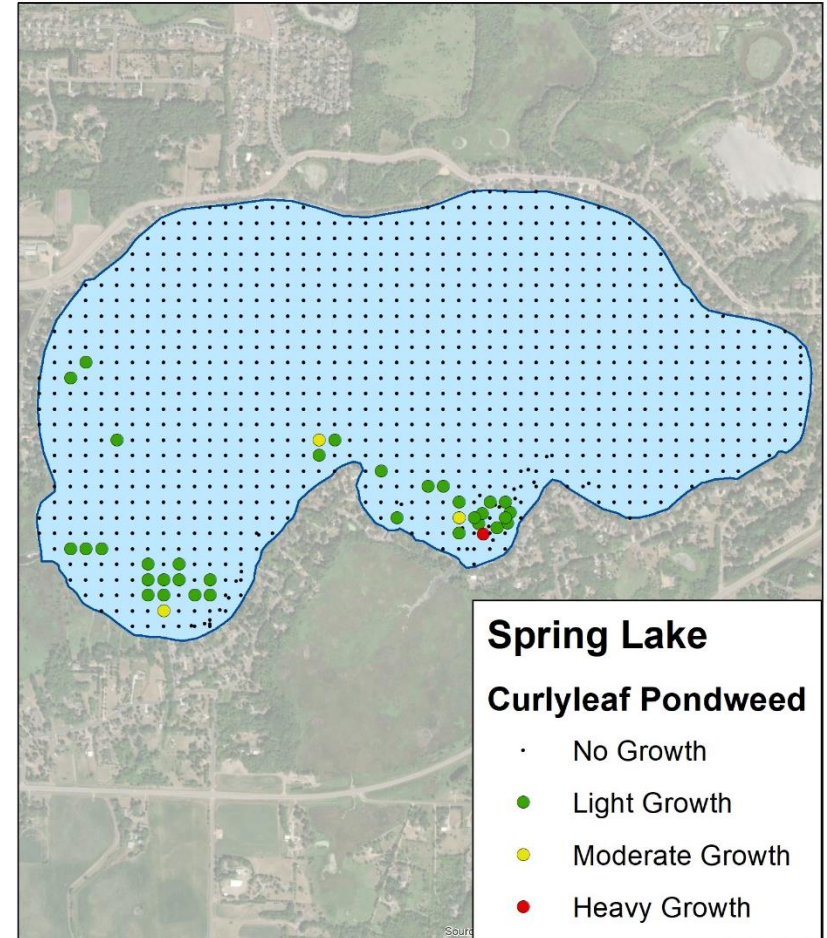 Spring Lake
Curlyleaf Pondweed
No Growth
Light Growth
Moderate Growth
Heavy Growth